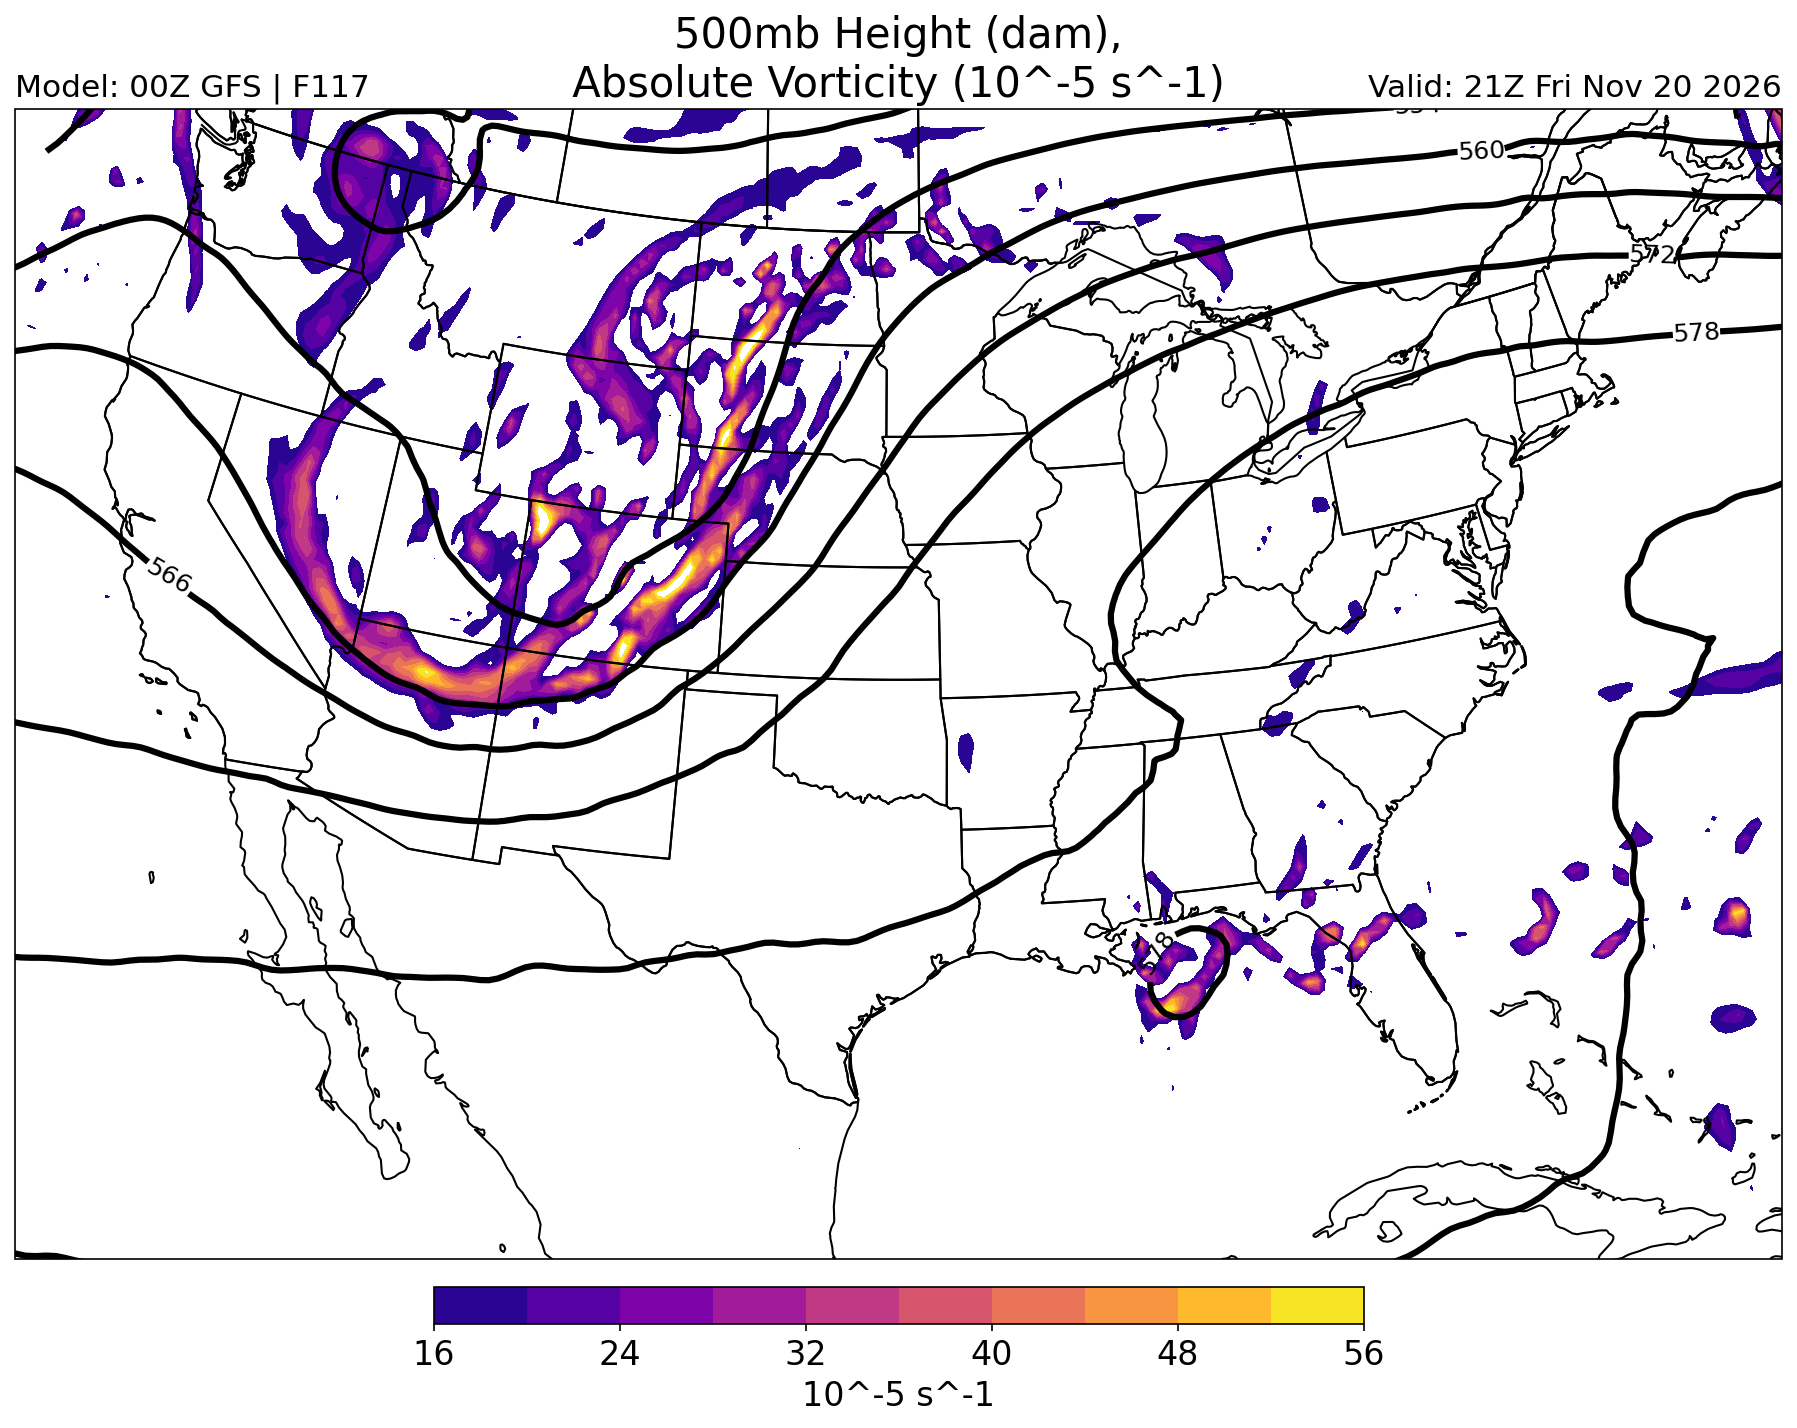 500mb Height (dam),
Model: 00Z GFS | F117
Absolute Vorticity (10^-5 s^-1)
Valid: 21Z Fri Nov 20 2026
560
572
578
566
16
24
32
40
48
56
10^-5 s^-1